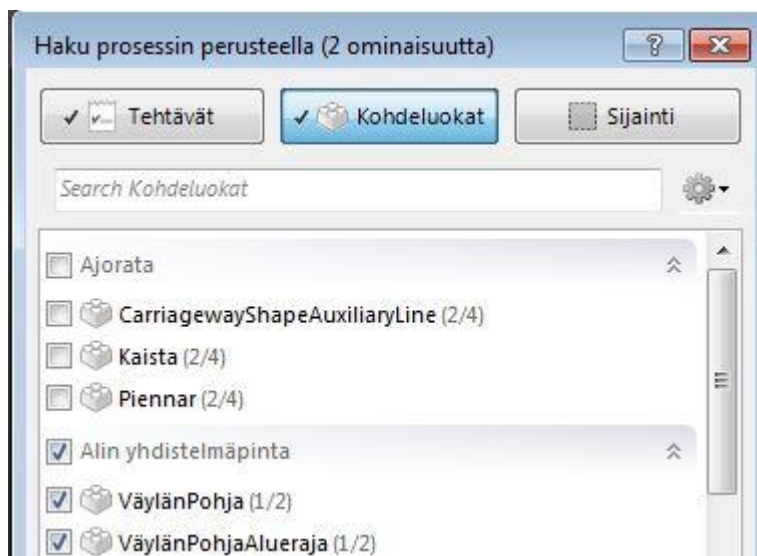 Haku prosessin perusteella (2 ominaisuutta)
Tehtävät Kohdeluokat Sijainti
Search Kohdeluokat
Ajorata
CarriagewayShapeAuxiliaryLine (2/4)
Kaista (2/4)
Piennar (2/4)
Alin yhdistelmäpinta
VäylänPohja (1/2)
VäylänPohjaAlueraja (1/2)